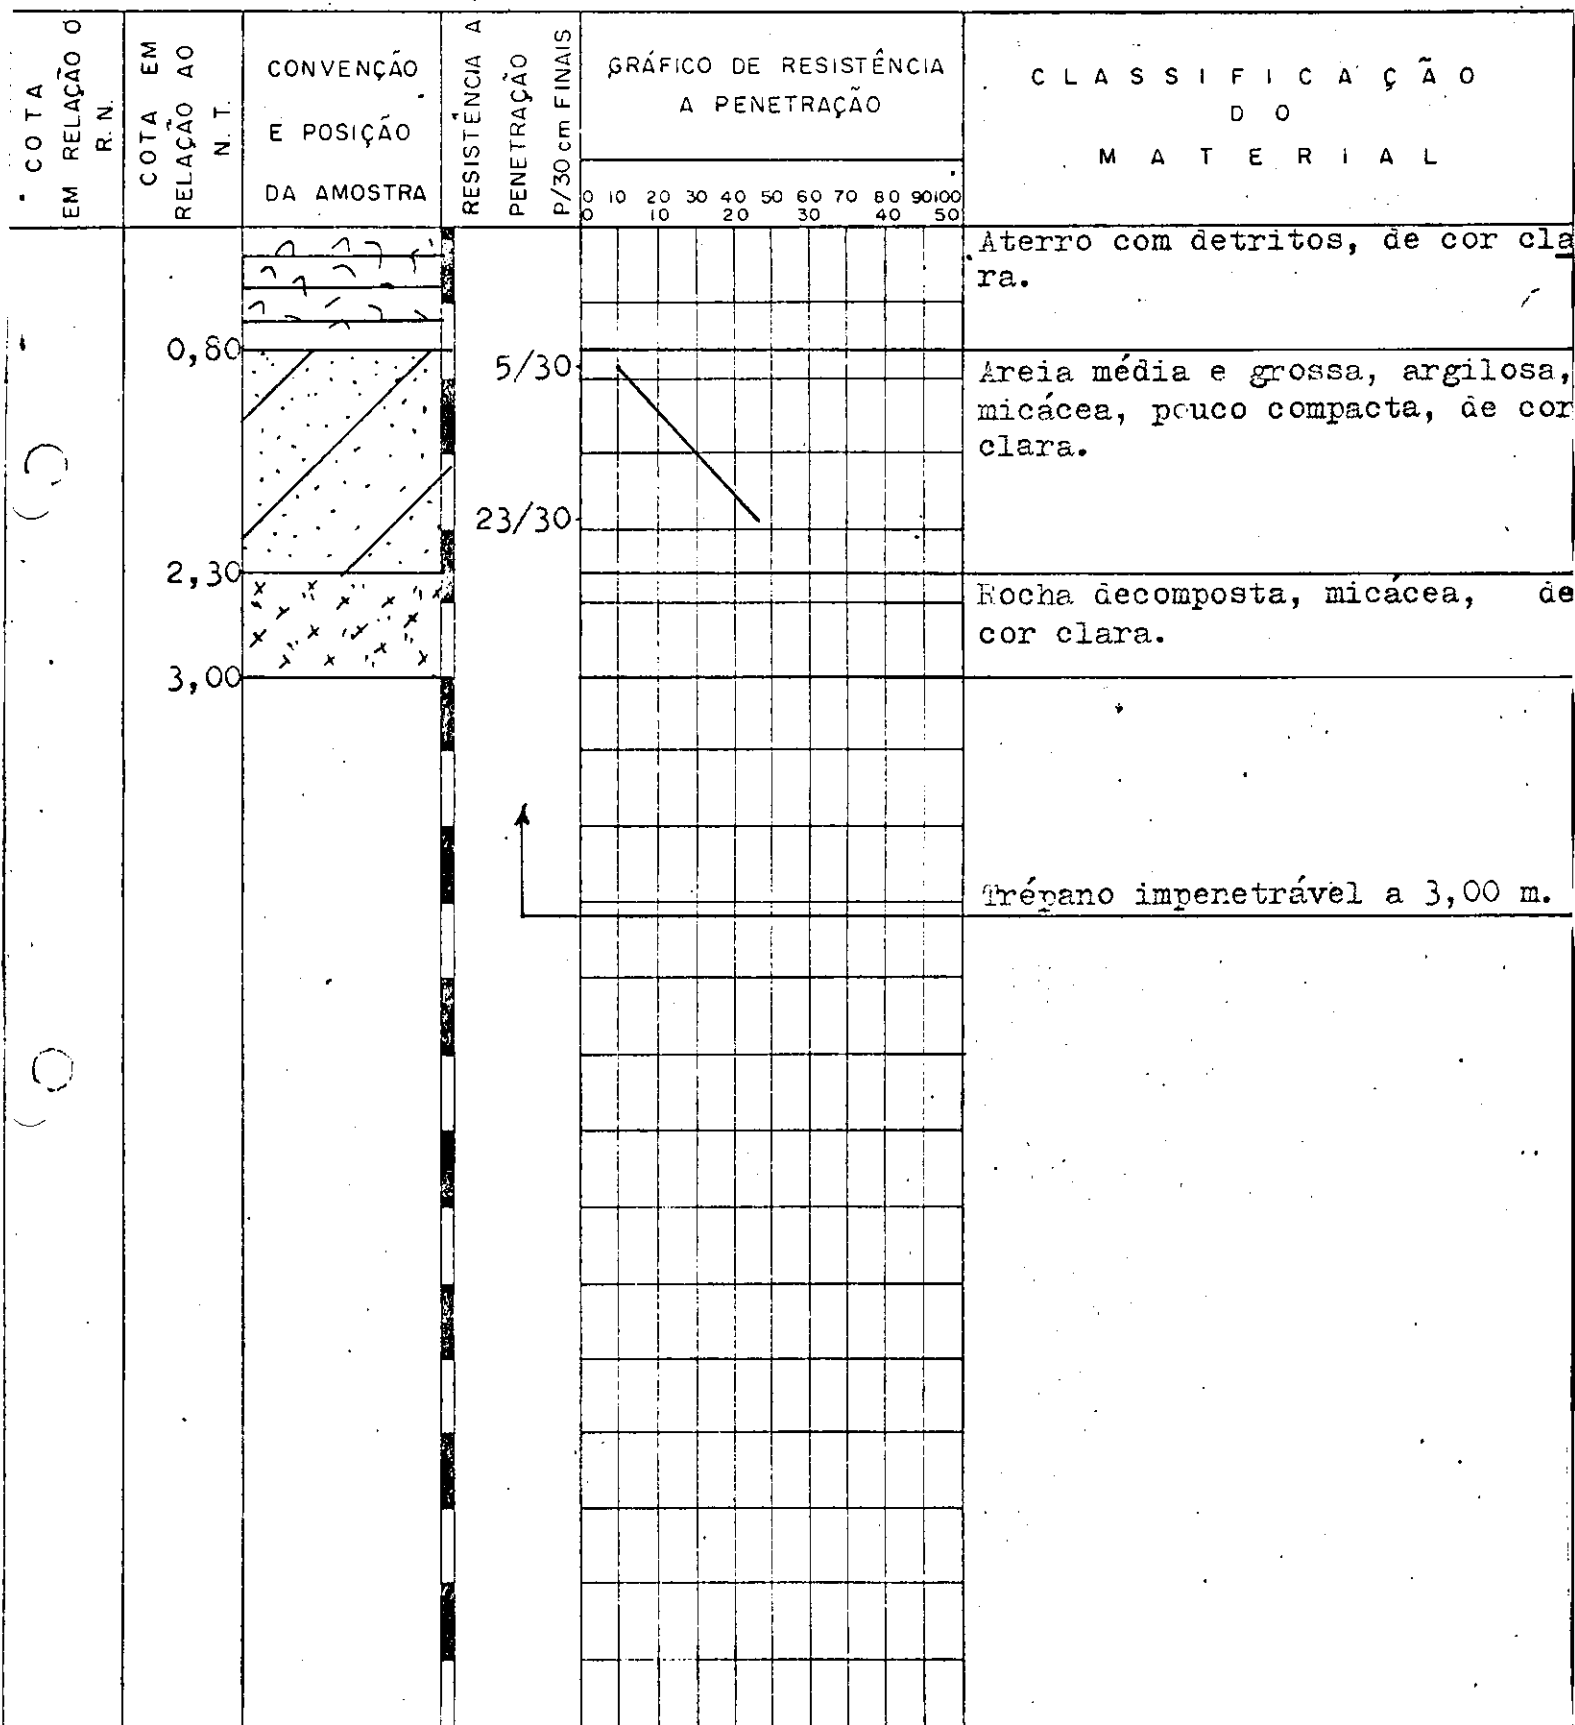 COTA
EM RELAÇÃO O
R. N.
COTA EM
RELAÇÃO AO
N. T.
CONVENÇÃO
E POSIÇÃO
DA AMOSTRA
RESISTÊNCIA A
PENETRAÇÃO
P/30 cm FINAIS
GRÁFICO DE RESISTÊNCIA
A PENETRAÇÃO
0 10 20 30 40 50 60 70 80 90 100
0 10 20 30 40 50
CLASSIFICAÇÃO
DO
MATERIAL
Aterro com detritos, de cor cla
ra.
0,80
5/30
Areia média e grossa, argilosa,
micácea, pouco compacta, de cor
clara.
23/30
2,30
Rocha decomposta, micácea, de
cor clara.
3,00
Trépano impenetrável a 3,00 m.